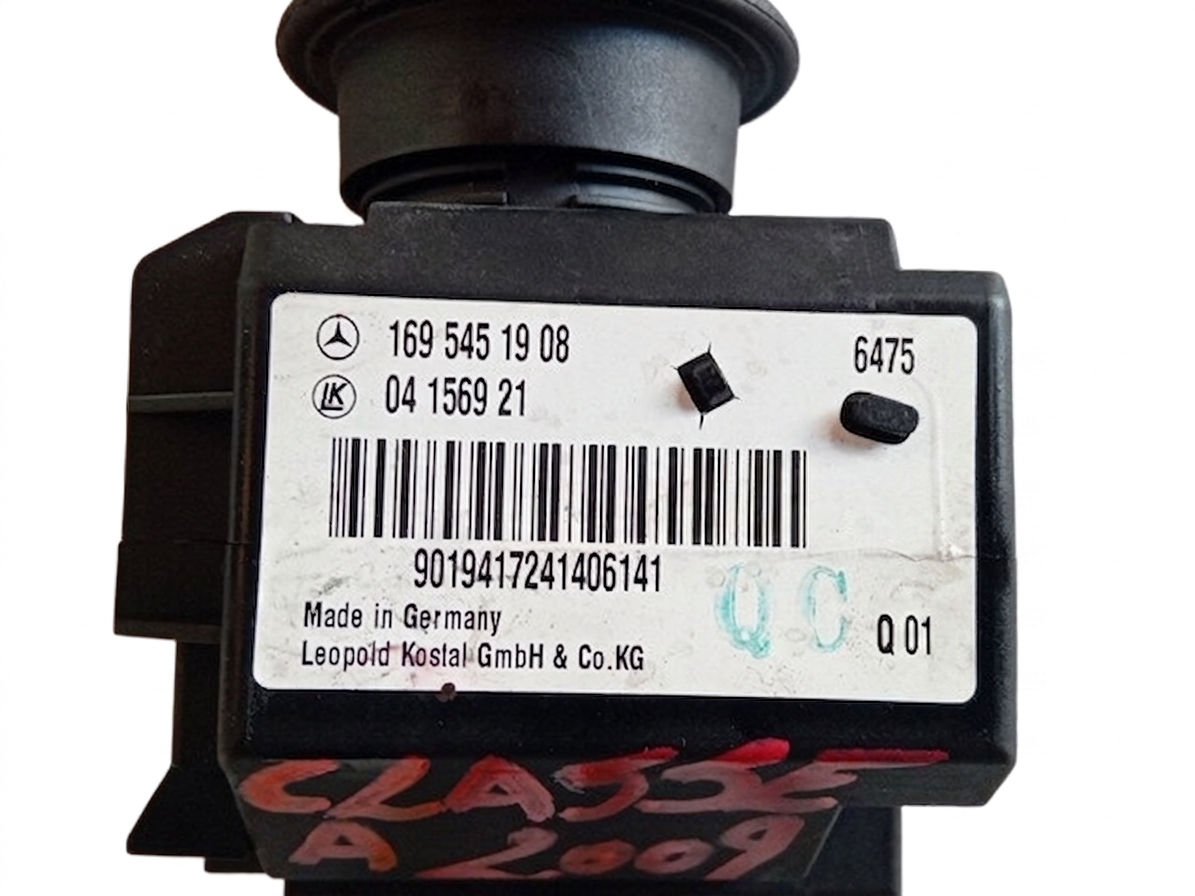 169 545 19 08
6475
LK
04 1569 21
9019417241406141
Made in Germany
Leopold Kostal GmbH & Co.KG
QC
Q 01
CLASSE
A 2009